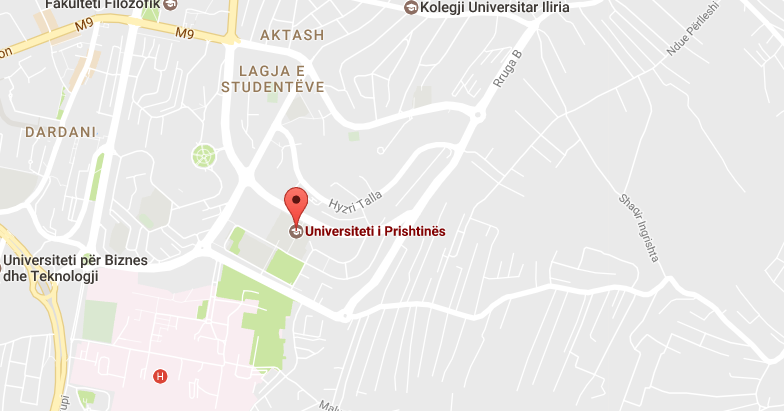 Fakulteti Filozofik
Kolegji Universitar Iliria
M9
M9
AKTASH
Ndue Përlleshi
Rruga B
LAGJA E
STUDENTËVE
DARDANI
Hyzri Talla
Shaqir Ingrishta
Universiteti i Prishtinës
Universiteti për Biznes
dhe Teknologji
H